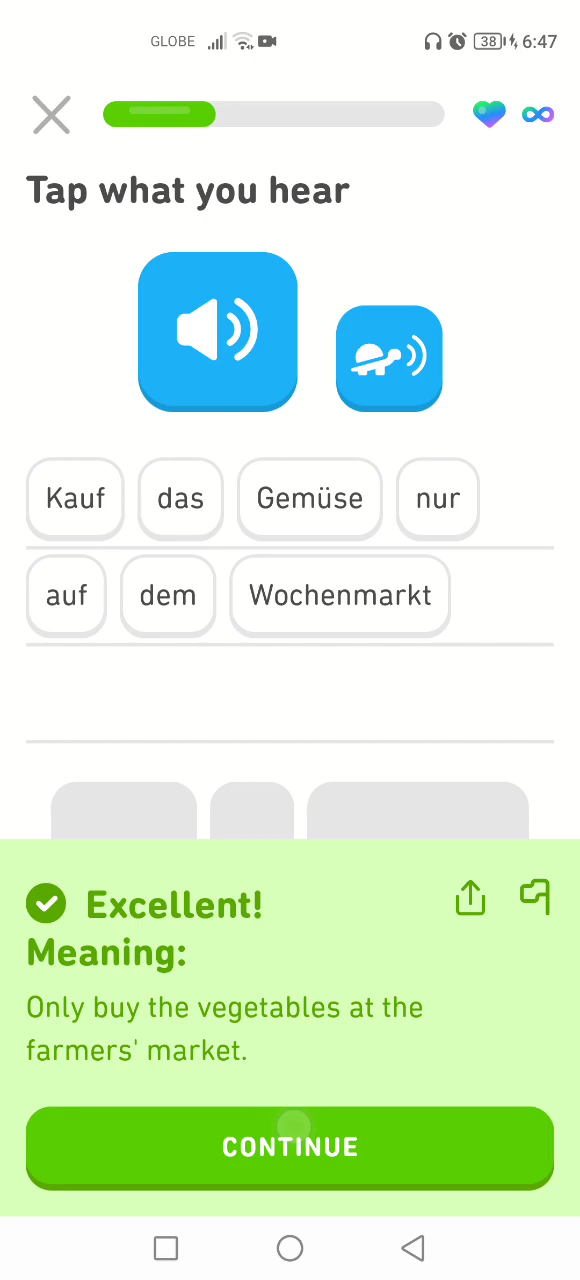 GLOBE 38 6:47
Tap what you hear
Kauf das Gemüse nur
auf dem Wochenmarkt
Excellent!
Meaning:
Only buy the vegetables at the
farmers' market.
CONTINUE